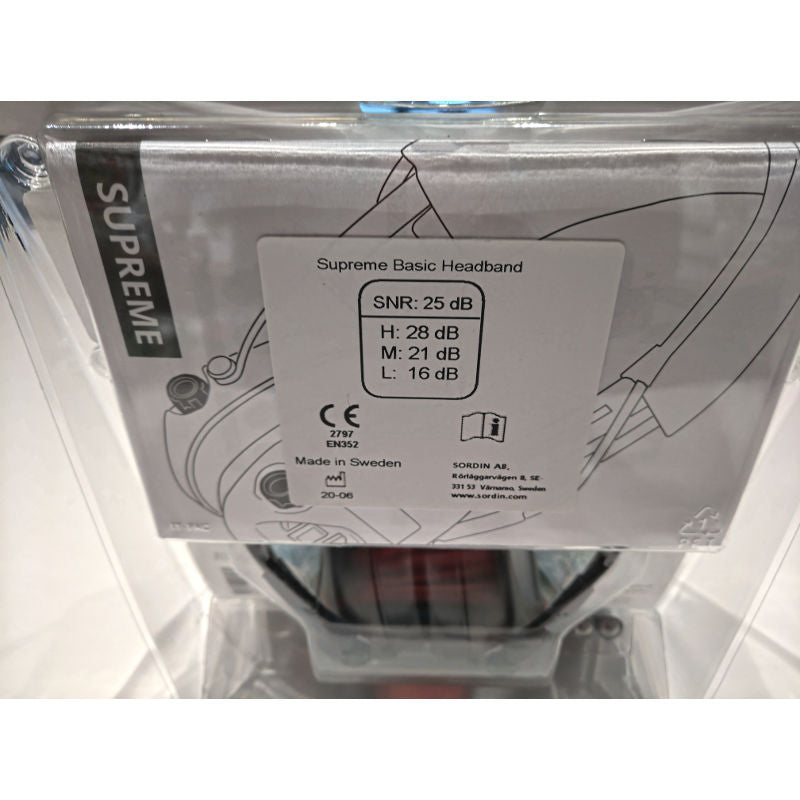 SUPREME
Supreme Basic Headband
SNR: 25 dB
H: 28 dB
M: 21 dB
L: 16 dB
CE
2797
EN352
Made in Sweden
20-06
SORDIN AB,
Rörläggarvägen 8, SE-
331 53 Värnamo, Sweden
www.sordin.com